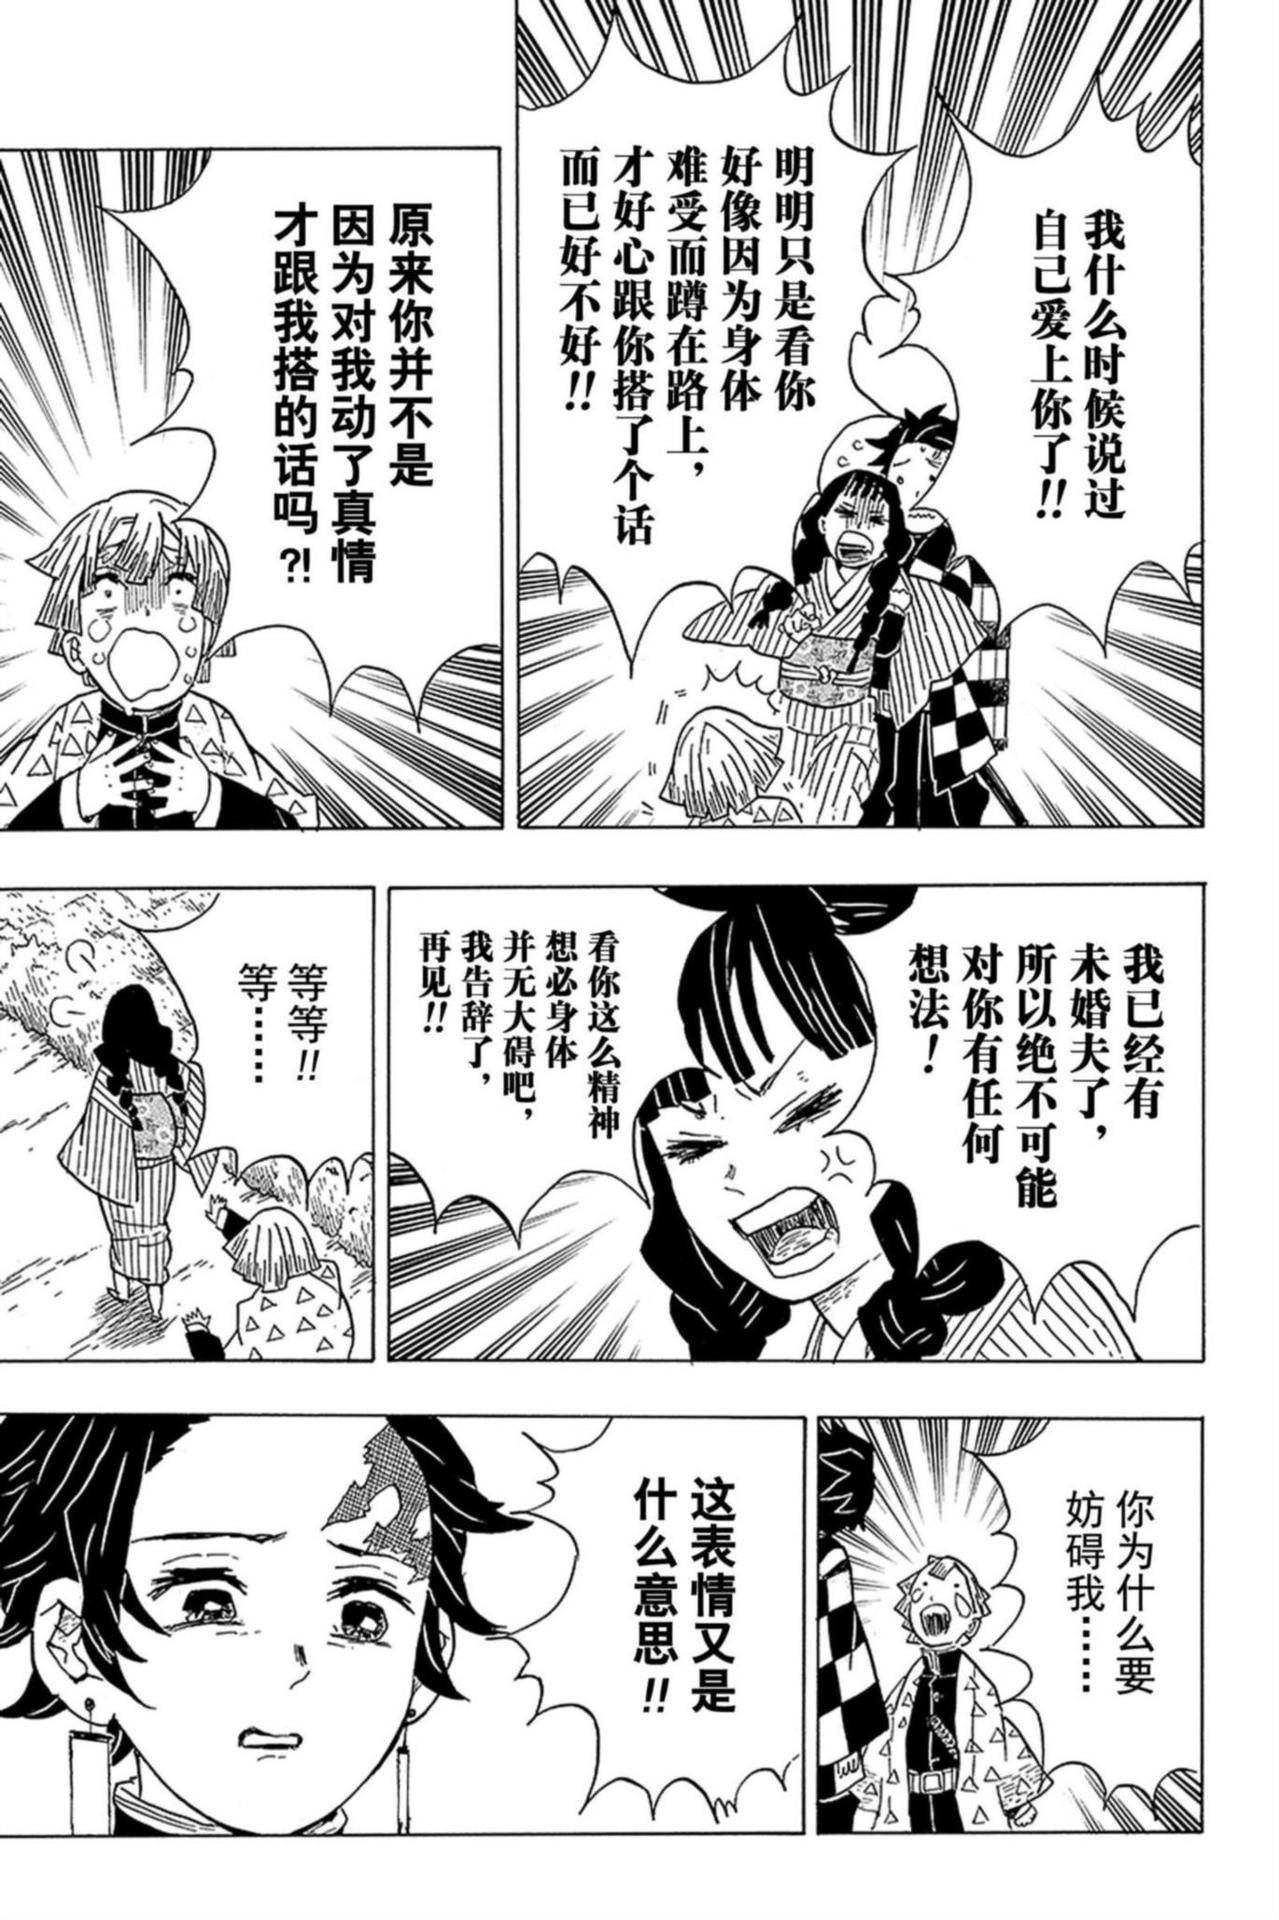 我什么时候说过
自己爱上你了!!
明明只是看你
好像因为身体
难受而蹲在路上，
才好心跟你搭了个话
而已好不好!!
原来你并不是
因为对我动了真情
才跟我搭的话吗?!
我已经有
未婚夫了，
所以绝不可能
对你有任何
想法！
看你这么精神
想必身体
并无大碍吧，
我告辞了，
再见!!
等等!!
等……
你为什么要
妨碍我……
这表情又是
什么意思!!